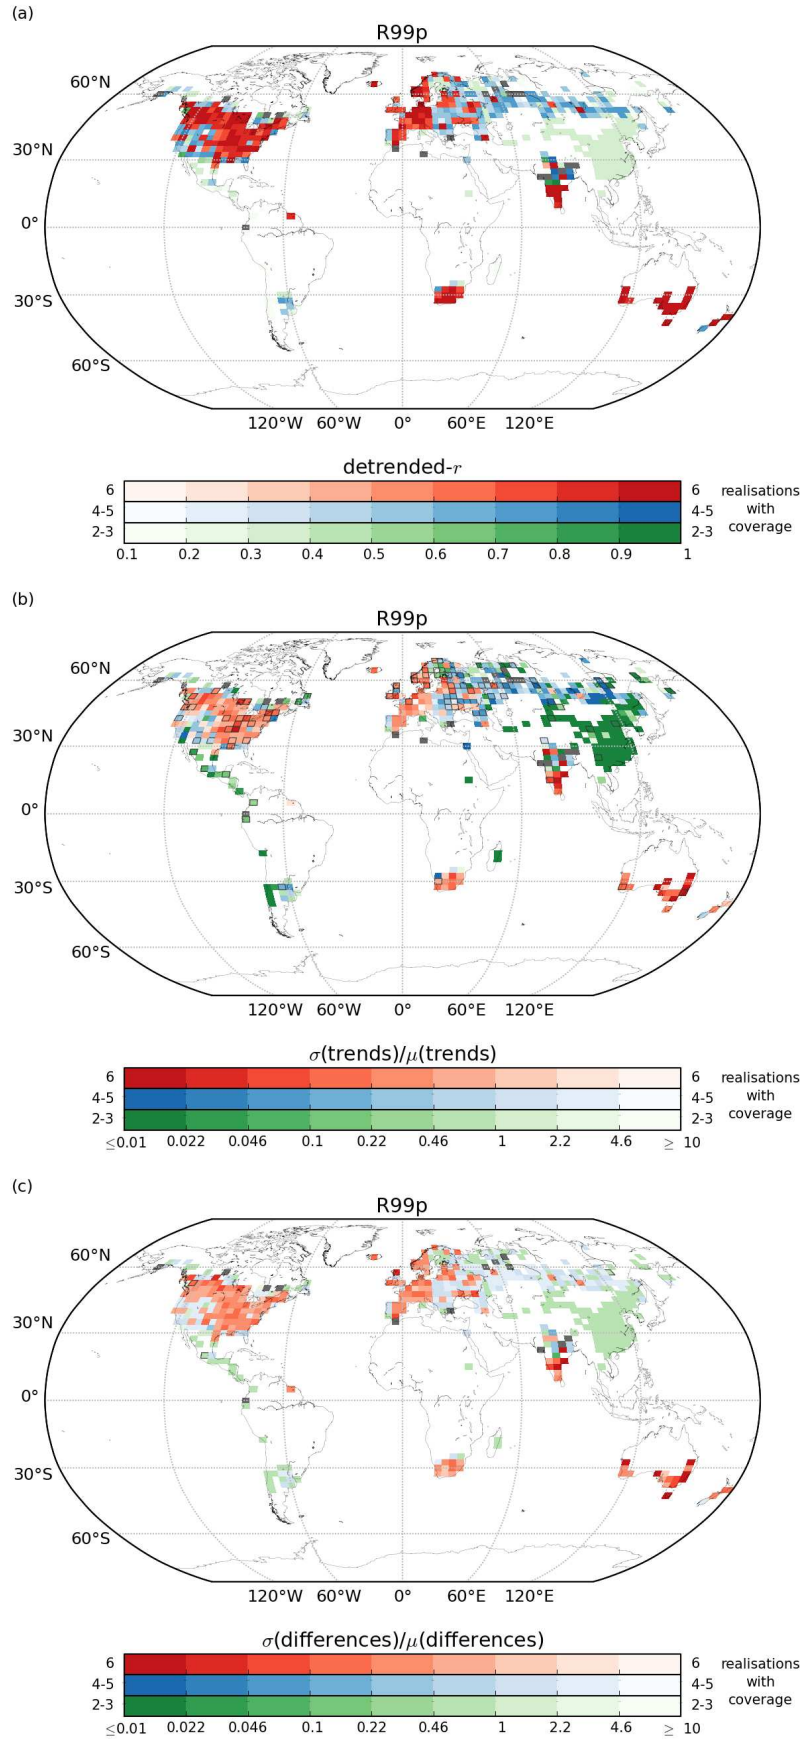 (a)
R99p
60°N
30°N
0°
30°S
60°S
120°W 60°W 0° 60°E 120°E
detrended-r
6 6 realisations
4-5 4-5 with
2-3 2-3 coverage
0.1 0.2 0.3 0.4 0.5 0.6 0.7 0.8 0.9 1
(b)
R99p
60°N
30°N
0°
30°S
60°S
120°W 60°W 0° 60°E 120°E
σ(trends)/μ(trends)
6 6 realisations
4-5 4-5 with
2-3 2-3 coverage
≤0.01 0.022 0.046 0.1 0.22 0.46 1 2.2 4.6 ≥ 10
(c)
R99p
60°N
30°N
0°
30°S
60°S
120°W 60°W 0° 60°E 120°E
σ(differences)/μ(differences)
6 6 realisations
4-5 4-5 with
2-3 2-3 coverage
≤0.01 0.022 0.046 0.1 0.22 0.46 1 2.2 4.6 ≥ 10